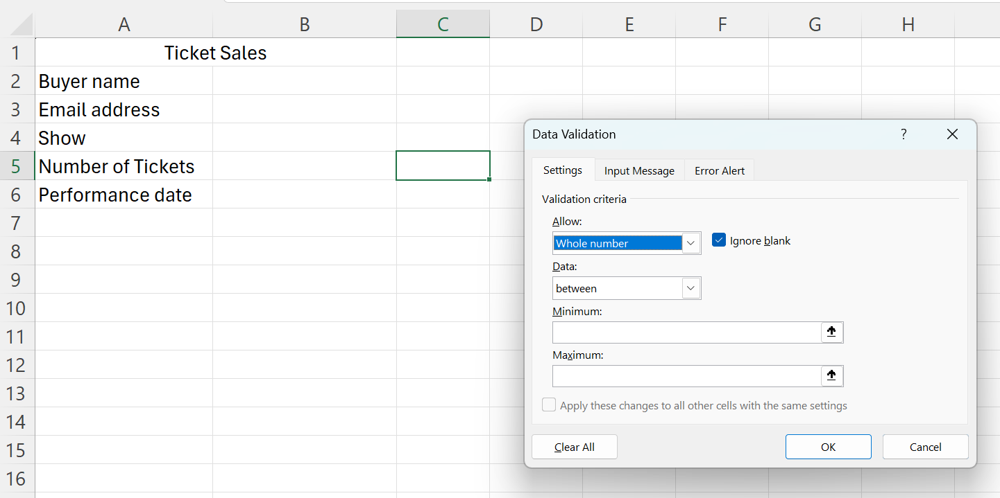 A B C D E F G H
1 Ticket Sales
2 Buyer name
3 Email address
4 Show
5 Number of Tickets
6 Performance date
7
8
9
10
11
12
13
14
15
16
Data Validation ?
Settings Input Message Error Alert
Validation criteria
Allow:
Whole number Ignore blank
Data:
between
Minimum:
Maximum:
Apply these changes to all other cells with the same settings
Clear All OK Cancel